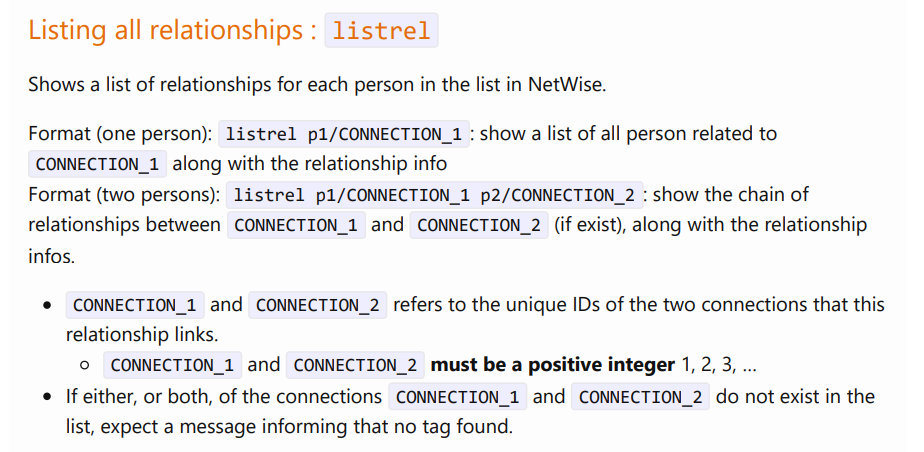 Listing all relationships : listrel
Shows a list of relationships for each person in the list in NetWise.
Format (one person): listrel p1/CONNECTION_1 : show a list of all person related to
CONNECTION_1 along with the relationship info
Format (two persons): listrel p1/CONNECTION_1 p2/CONNECTION_2 : show the chain of
relationships between CONNECTION_1 and CONNECTION_2 (if exist), along with the relationship
infos.
• CONNECTION_1 and CONNECTION_2 refers to the unique IDs of the two connections that this
relationship links.
◦ CONNECTION_1 and CONNECTION_2 must be a positive integer 1, 2, 3, …
• If either, or both, of the connections CONNECTION_1 and CONNECTION_2 do not exist in the
list, expect a message informing that no tag found.